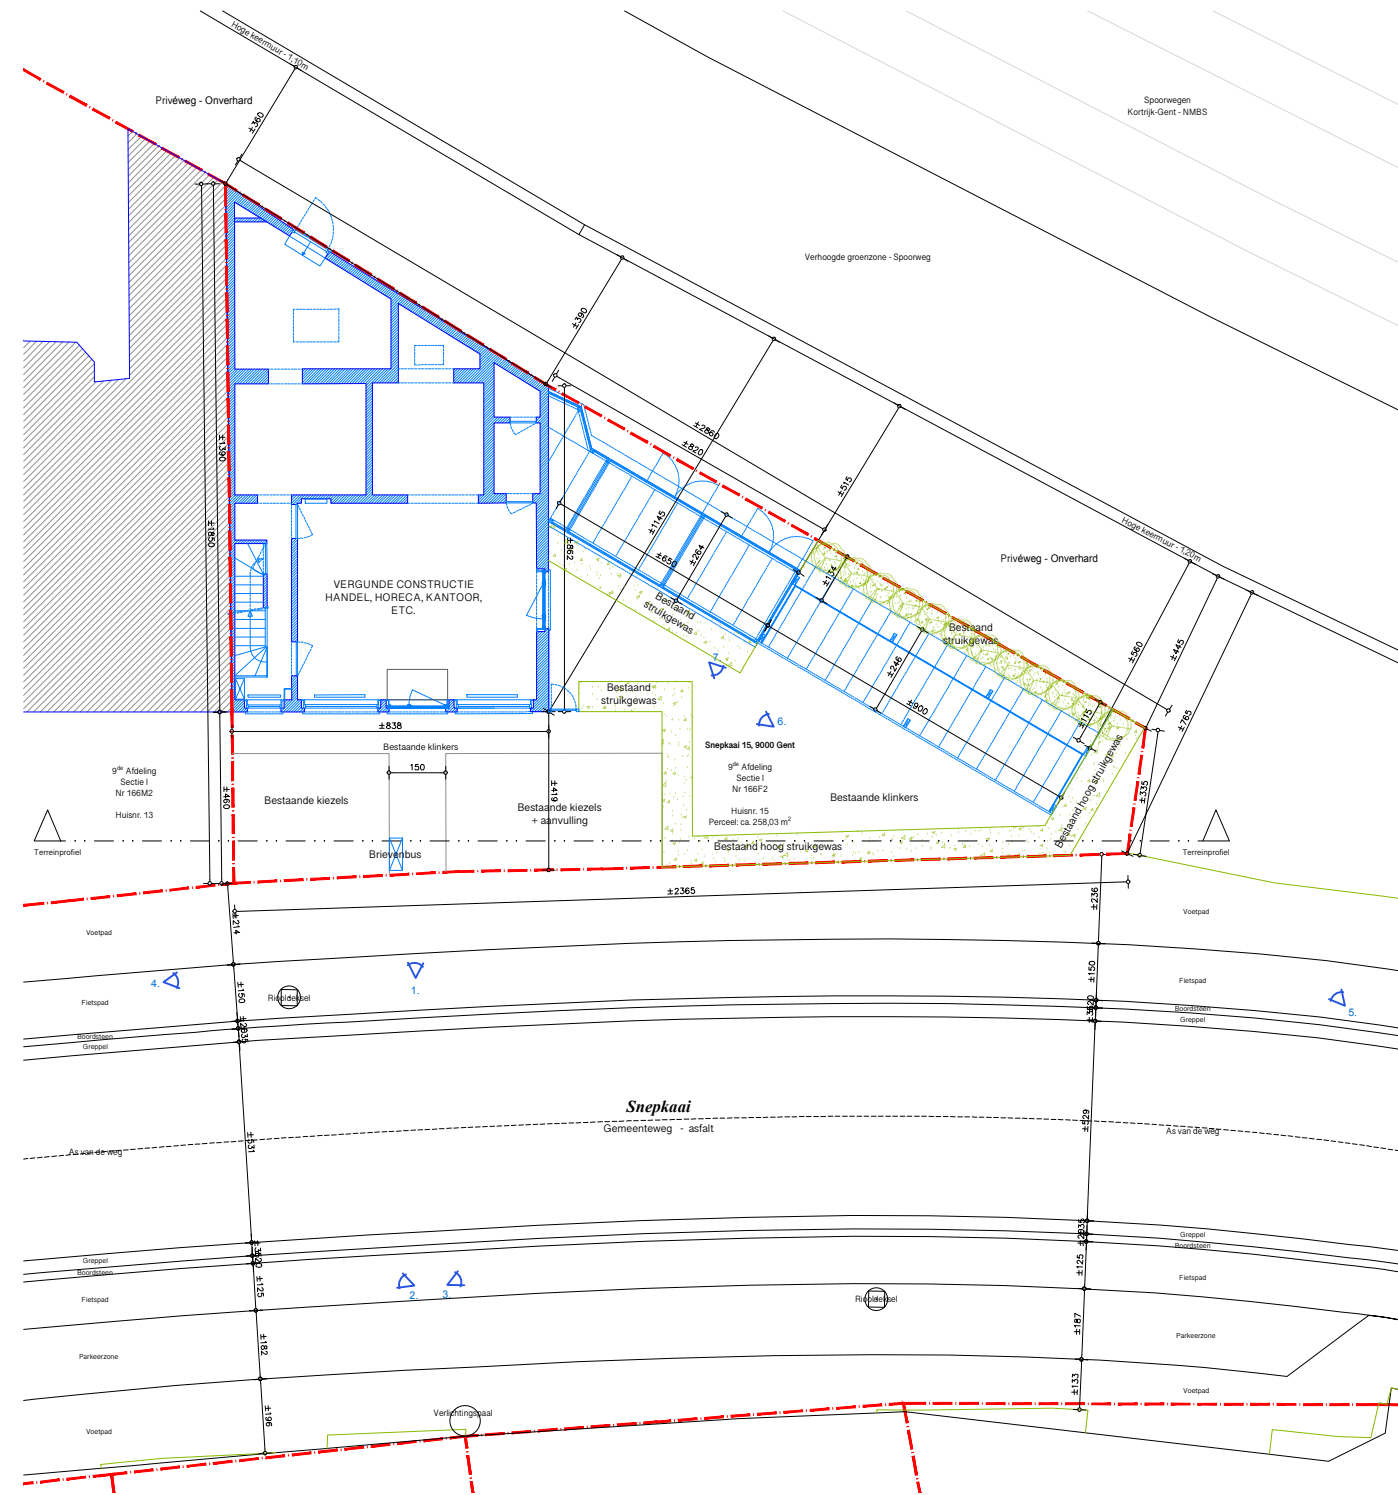 Hoge keermuur - 1,10m
Privéweg - Onverhard
Spoorwegen
Kortrijk-Gent - NMBS
±360
Verhoogde groenzone - Spoorweg
±390
±2860
±820
±515
±1390
±1850
±1145
±862
±264
±650
±134
Hoge keermuur - 1,20m
Privéweg - Onverhard
VERGUNDE CONSTRUCTIE
HANDEL, HORECA, KANTOOR,
ETC.
Bestaand
struikgewas
Bestaand
struikgewas
±246
±900
±560
±445
±765
±115
±335
7.
Bestaand
struikgewas
6.
±838
Snepkaai 15, 9000 Gent
Bestaande klinkers
9de Afdeling
Sectie I
Nr 166M2
Huisnr. 13
±460
150
±419
9de Afdeling
Sectie I
Nr 166F2
Huisnr. 15
Perceel: ca. 258,03 m2
Bestaande kiezels
Bestaande kiezels
+ aanvulling
Bestaande klinkers
Bestaand hoog struikgewas
Terreinprofiel
Brievenbus
Bestaand hoog struikgewas
Terreinprofiel
±2365
±214
±236
Voetpad
Voetpad
4.
1.
±150
±150
Fietspad
Riooldeksel
Fietspad
5.
Boordsteen
Greppel
Boordsteen
Greppel
Snepkaai
Gemeenteweg - asfalt
±531
±529
As van de weg
As van de weg
Greppel
Boordsteen
Greppel
Boordsteen
±125
±125
Fietspad
2.
3.
Riooldeksel
Fietspad
±182
±187
Parkeerzone
Parkeerzone
±196
±133
Voetpad
Verlichtingspaal
Voetpad